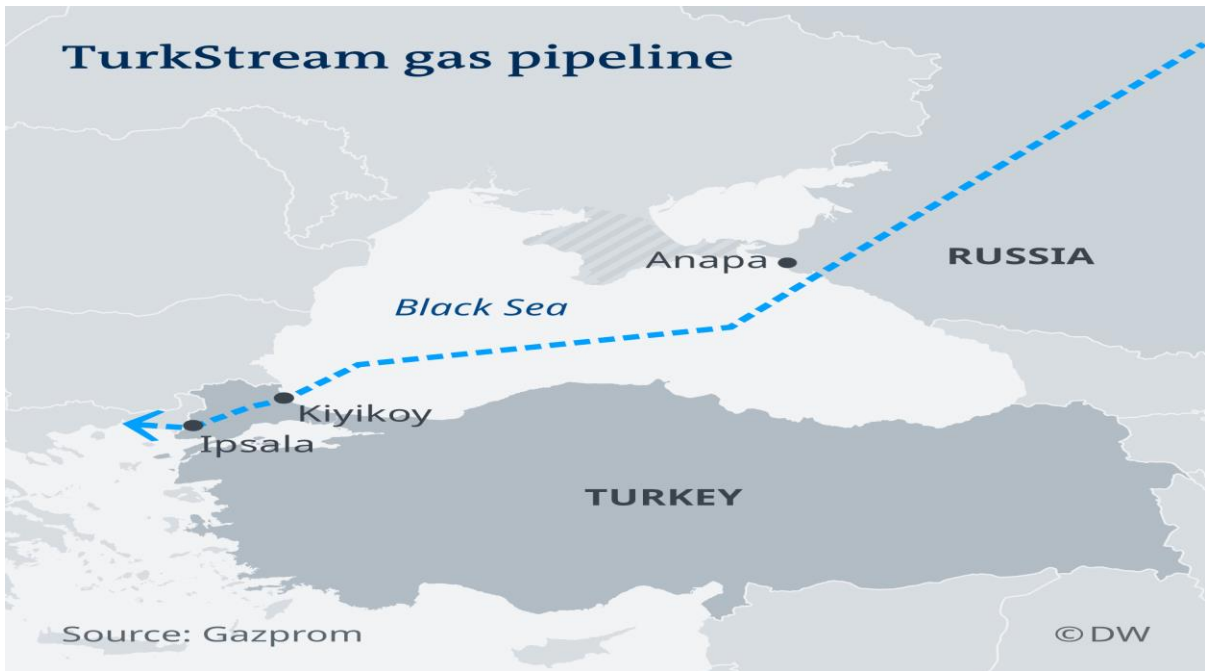 TurkStream gas pipeline
Anapa
RUSSIA
Black Sea
Kiyikoy
Ipsala
TURKEY
Source: Gazprom
©DW